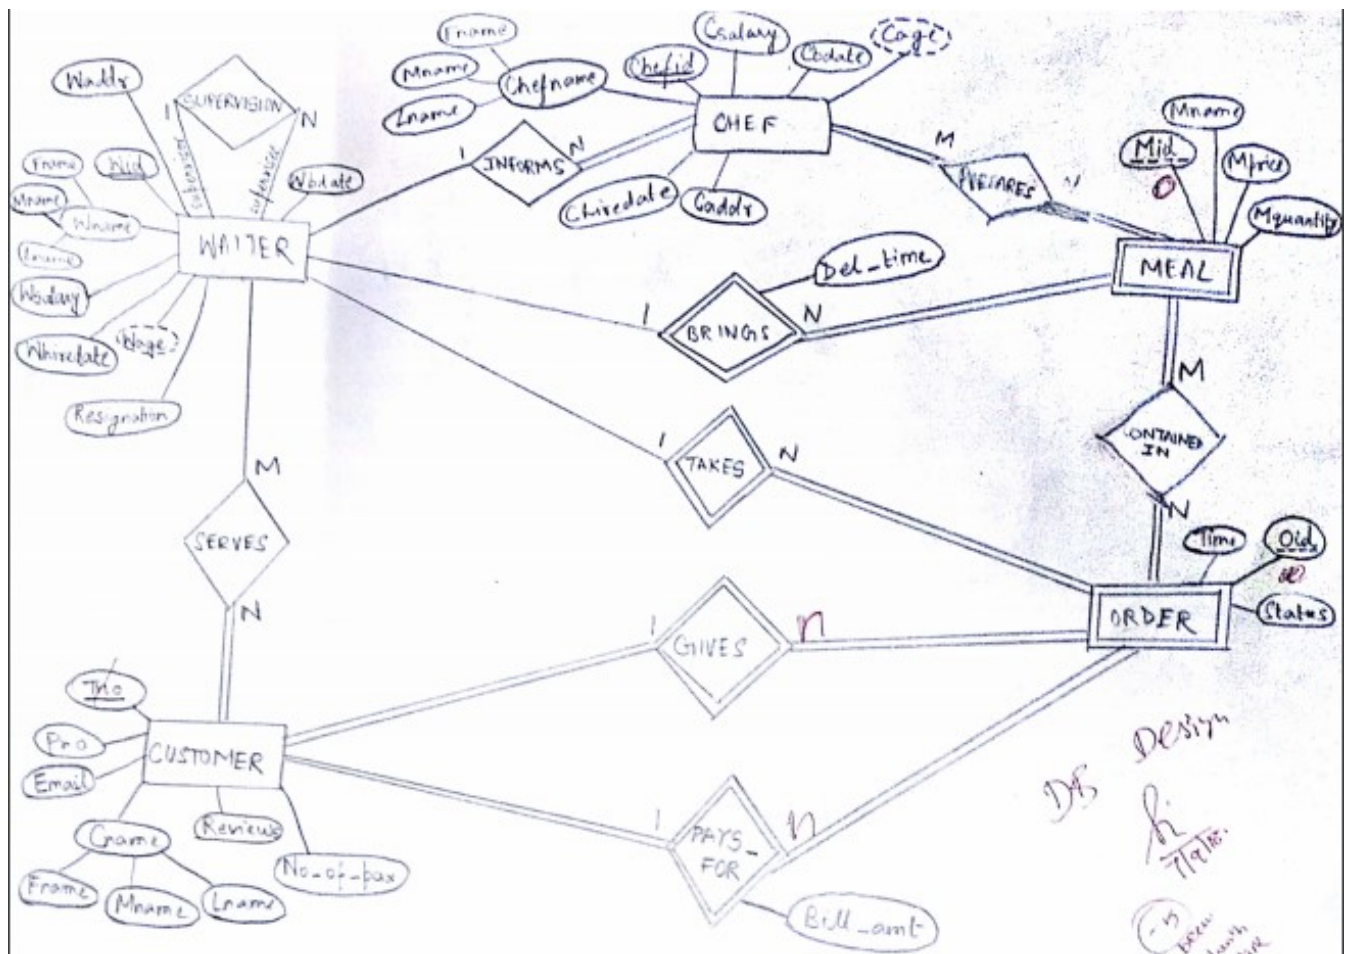 Fname
Csalary
Cage
Mname
Chefname
Chefid
Cbdate
Lname
CHEF
Waddr
1
SUPERVISION
N
supervisor
supervisee
Fname
Wid
Wbdate
Mname
Wname
Lname
WAITER
Wsalary
Whiredate
Wage
Resignation
1
INFORMS
N
Chiredate
Caddr
M
PREPARES
N
Mname
Mid
Mprice
Mquantity
MEAL
Del_time
1
BRINGS
N
M
CONTAINED
IN
N
1
TAKES
N
M
SERVES
N
Time
Oid
Status
ORDER
1
GIVES
n
Tno
Pno
Email
CUSTOMER
Cname
Reviews
No_of_pax
Fname
Mname
Lname
1
PAYS_
FOR
n
Bill_amt
DB Design